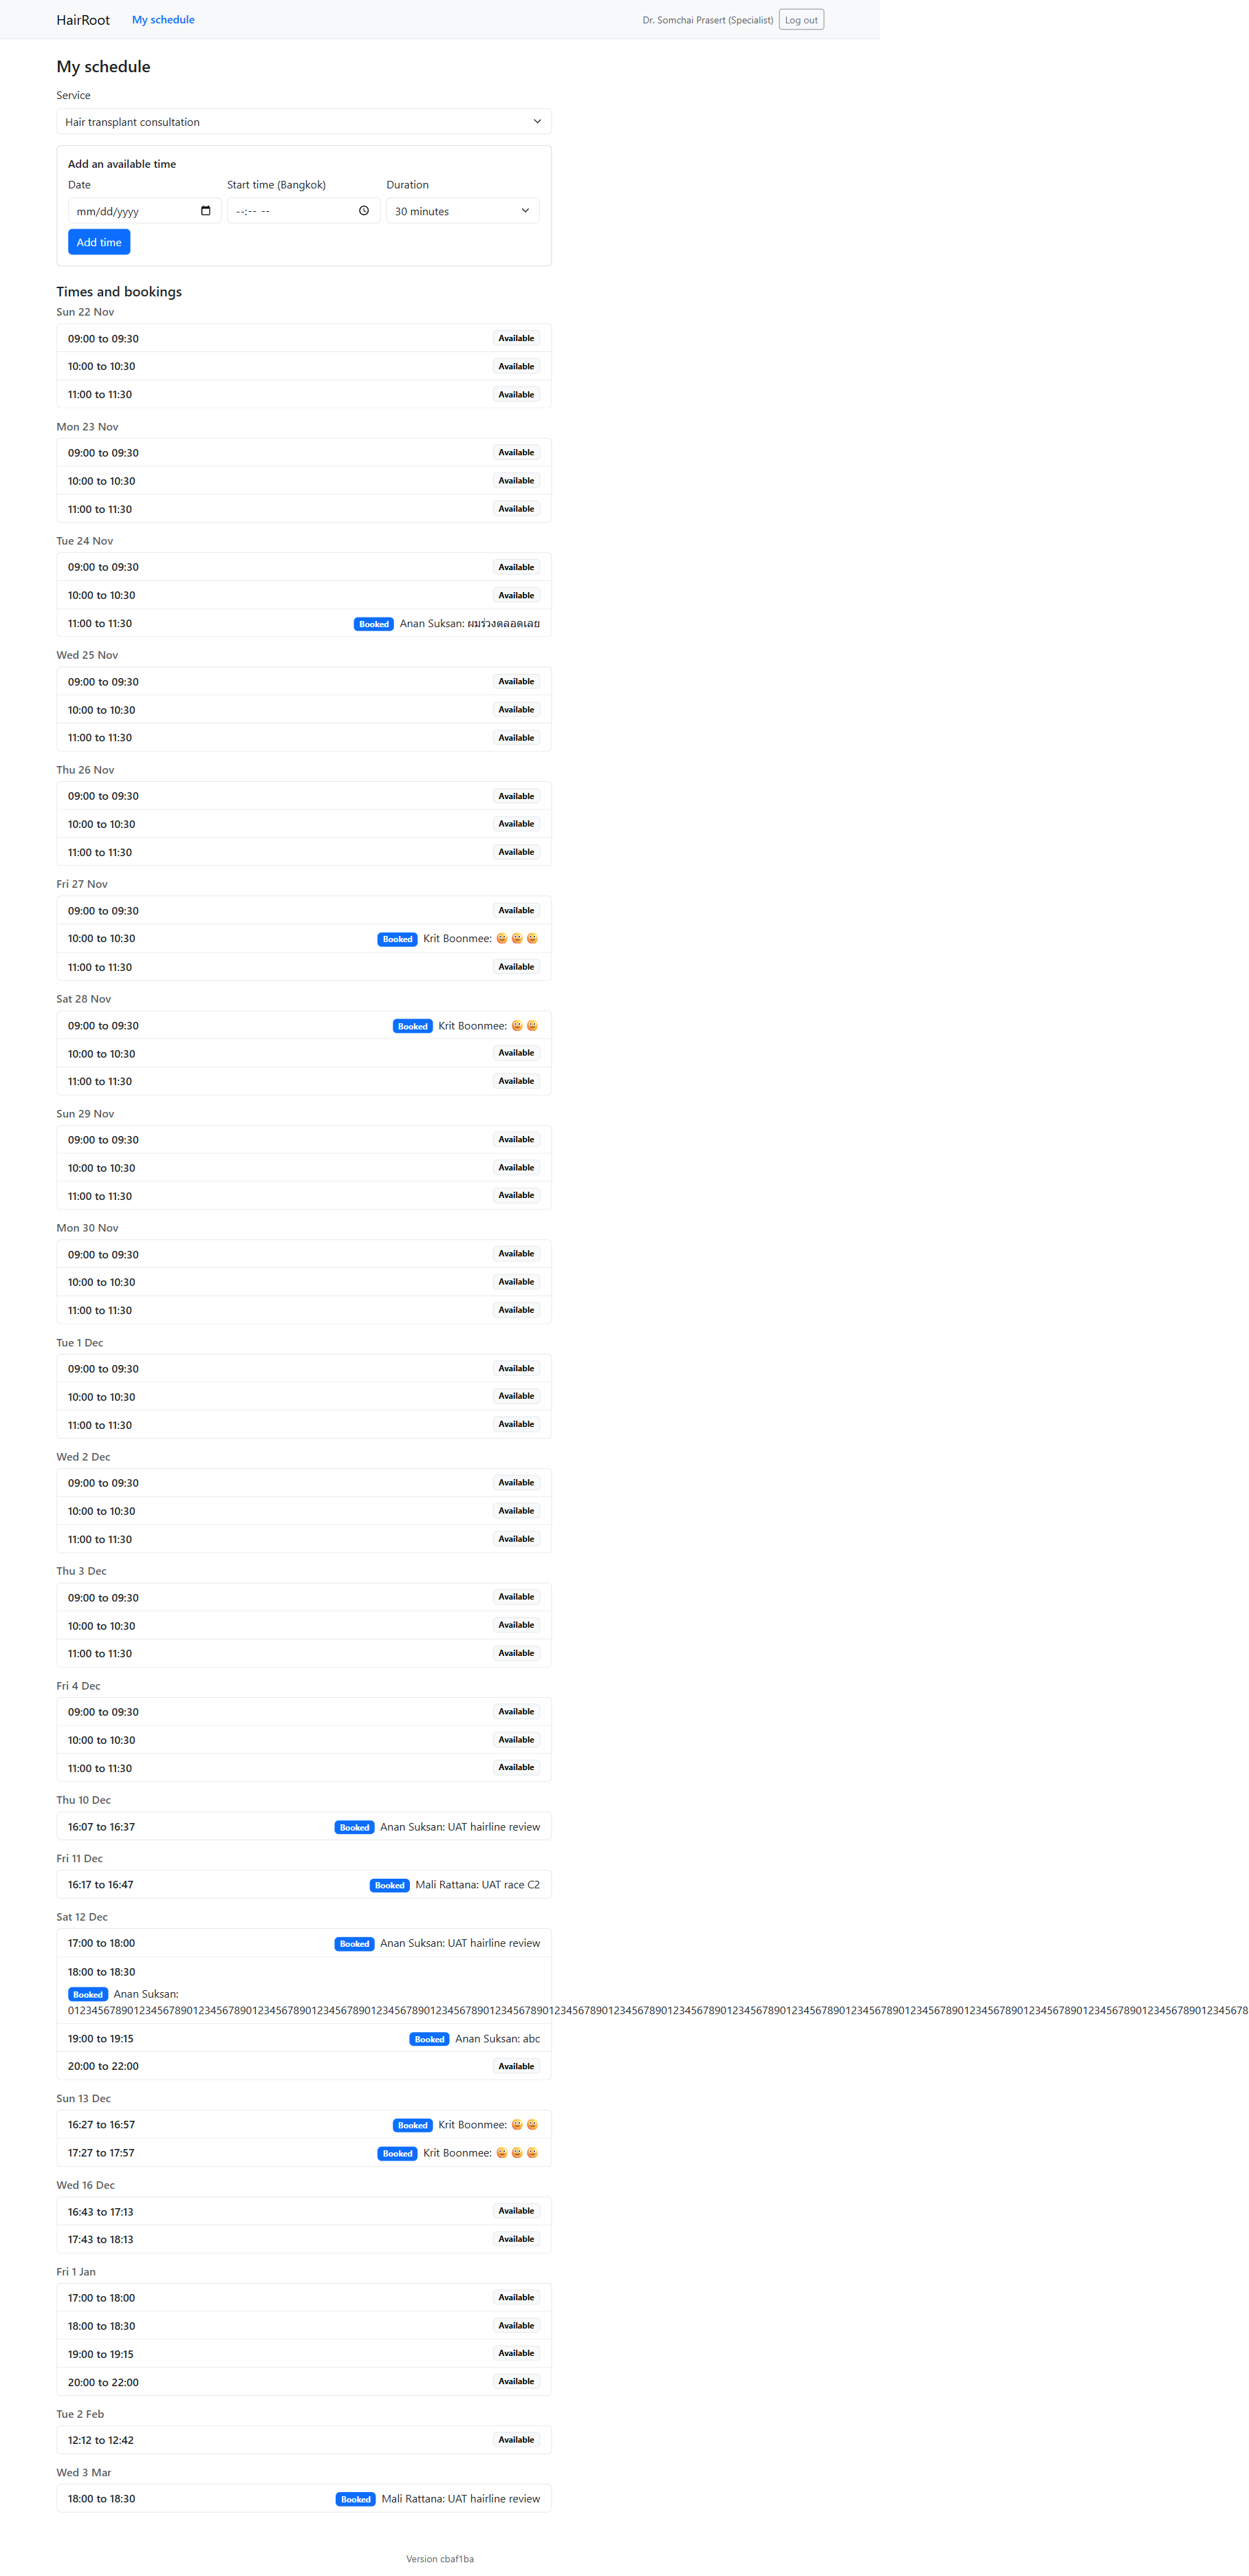 HairRoot My schedule Dr. Somchai Prasert (Specialist) Log out
My schedule
Service
Hair transplant consultation
Add an available time
Date Start time (Bangkok) Duration
mm/dd/yyyy --:-- -- 30 minutes
Add time
Times and bookings
Sun 22 Nov
09:00 to 09:30 Available
10:00 to 10:30 Available
11:00 to 11:30 Available
Mon 23 Nov
09:00 to 09:30 Available
10:00 to 10:30 Available
11:00 to 11:30 Available
Tue 24 Nov
09:00 to 09:30 Available
10:00 to 10:30 Available
11:00 to 11:30 Booked Anan Suksan: ผมร่วงตลอดเลย
Wed 25 Nov
09:00 to 09:30 Available
10:00 to 10:30 Available
11:00 to 11:30 Available
Thu 26 Nov
09:00 to 09:30 Available
10:00 to 10:30 Available
11:00 to 11:30 Available
Fri 27 Nov
09:00 to 09:30 Available
10:00 to 10:30 Booked Krit Boonmee:
11:00 to 11:30 Available
Sat 28 Nov
09:00 to 09:30 Booked Krit Boonmee:
10:00 to 10:30 Available
11:00 to 11:30 Available
Sun 29 Nov
09:00 to 09:30 Available
10:00 to 10:30 Available
11:00 to 11:30 Available
Mon 30 Nov
09:00 to 09:30 Available
10:00 to 10:30 Available
11:00 to 11:30 Available
Tue 1 Dec
09:00 to 09:30 Available
10:00 to 10:30 Available
11:00 to 11:30 Available
Wed 2 Dec
09:00 to 09:30 Available
10:00 to 10:30 Available
11:00 to 11:30 Available
Thu 3 Dec
09:00 to 09:30 Available
10:00 to 10:30 Available
11:00 to 11:30 Available
Fri 4 Dec
09:00 to 09:30 Available
10:00 to 10:30 Available
11:00 to 11:30 Available
Thu 10 Dec
16:07 to 16:37 Booked Anan Suksan: UAT hairline review
Fri 11 Dec
16:17 to 16:47 Booked Mali Rattana: UAT race C2
Sat 12 Dec
17:00 to 18:00 Booked Anan Suksan: UAT hairline review
18:00 to 18:30
Booked Anan Suksan:
0123456789012345678901234567890123456789012345678901234567890123456789012345678901234567890123456789012345678901234567890123456789012345678901234567890123456789012345678901234567890123456789012345678
19:00 to 19:15 Booked Anan Suksan: abc
20:00 to 22:00 Available
Sun 13 Dec
16:27 to 16:57 Booked Krit Boonmee:
17:27 to 17:57 Booked Krit Boonmee:
Wed 16 Dec
16:43 to 17:13 Available
17:43 to 18:13 Available
Fri 1 Jan
17:00 to 18:00 Available
18:00 to 18:30 Available
19:00 to 19:15 Available
20:00 to 22:00 Available
Tue 2 Feb
12:12 to 12:42 Available
Wed 3 Mar
18:00 to 18:30 Booked Mali Rattana: UAT hairline review
Version cbaf1ba